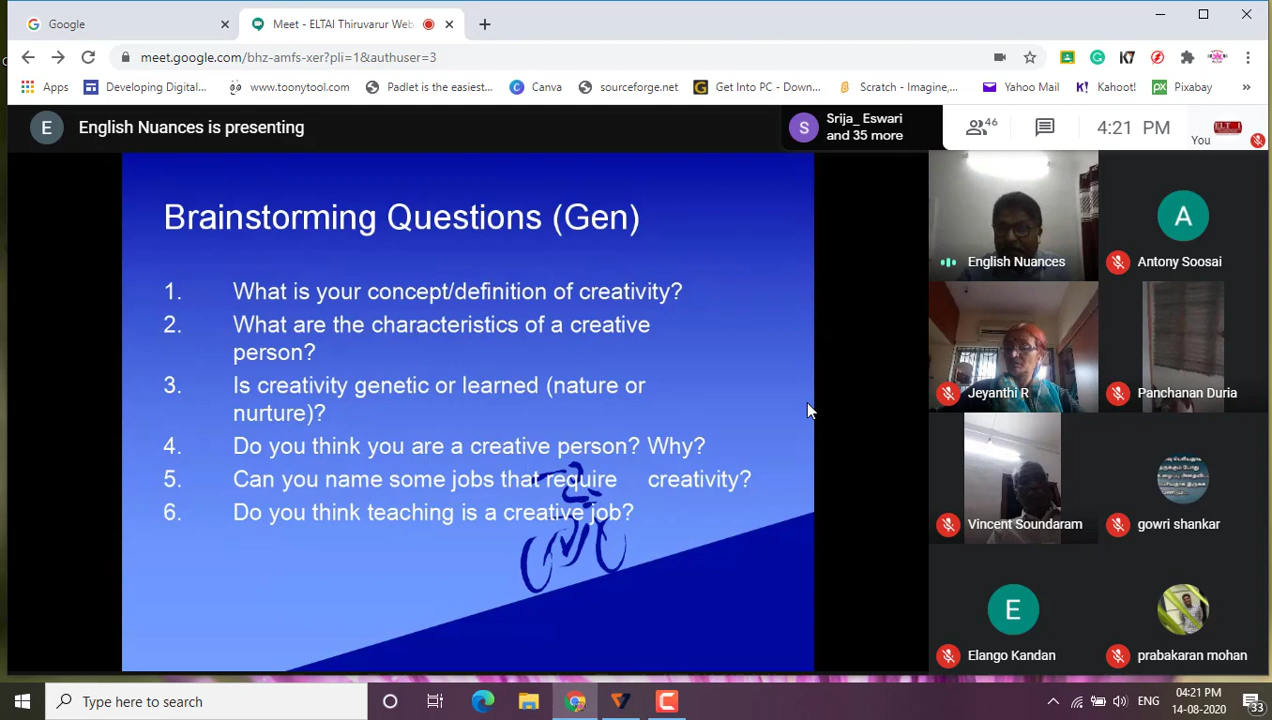 Google
Meet - ELTAI Thiruvarur Web
meet.google.com/bhz-amfs-xer?pli=1&authuser=3
Apps
Developing Digital...
www.toonytool.com
Padlet is the easiest...
Canva
sourceforge.net
Get Into PC - Down...
Scratch - Imagine,...
Yahoo Mail
Kahoot!
Pixabay
E
English Nuances is presenting
S
Srija_ Eswari
and 35 more
46
4:21 PM
You
Brainstorming Questions (Gen)
1. What is your concept/definition of creativity?
2. What are the characteristics of a creative
person?
3. Is creativity genetic or learned (nature or
nurture)?
4. Do you think you are a creative person? Why?
5. Can you name some jobs that require creativity?
6. Do you think teaching is a creative job?
English Nuances
A
Antony Soosai
Jeyanthi R
Panchanan Duria
Vincent Soundaram
gowri shankar
E
Elango Kandan
prabakaran mohan
Type here to search
ENG
04:21 PM
14-08-2020
33